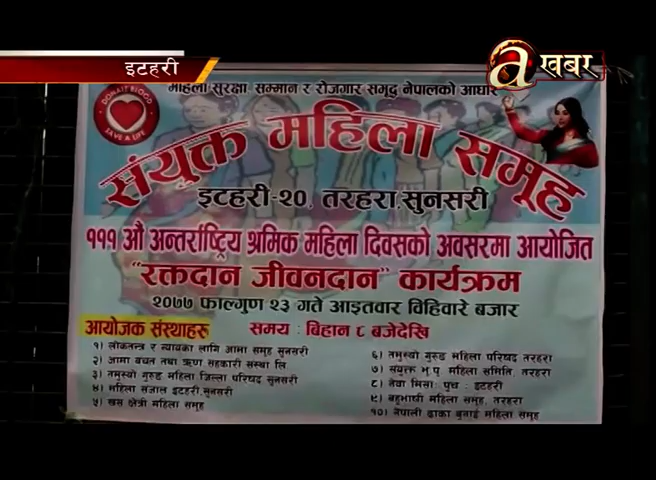 इटहरी
a खबर
DONATE BLOOD
SAVE A LIFE
महिला सुरक्षा सम्मान र रोजगार समृद्ध नेपालको आधार
संयुक्त महिला समूह
इटहरी-२०, तरहरा, सुनसरी
१११ औ अन्तर्राष्ट्रिय श्रमिक महिला दिवसको अवसरमा आयोजित
"रक्तदान जीवनदान" कार्यक्रम
२०७७ फाल्गुण २३ गते आइतवार विहिवारे बजार
आयोजक संस्थाहरू
समय : बिहान ८ बजेदेखि
१) लोकतन्त्र र न्यायका लागि आमा समूह सुनसरी
२) आमा बचत तथा ऋण सहकारी संस्था लि
३) तमुस्यो गुरुङ महिला जिल्ला परिषद सुनसरी
४) महिला सजाल इटहरी, सुनसरी
५) खस क्षेत्री महिला समूह
६) तमुस्यो गुरुङ महिला परिषद तरहरा
७) संयुक्त भू.पू. महिला समिति, तरहरा
८) नेवा मिसा पुच : इटहरी
९) बहुभाषी महिला समूह, तरहरा
१०) नेपाली ढाका बुनाई महिला समूह